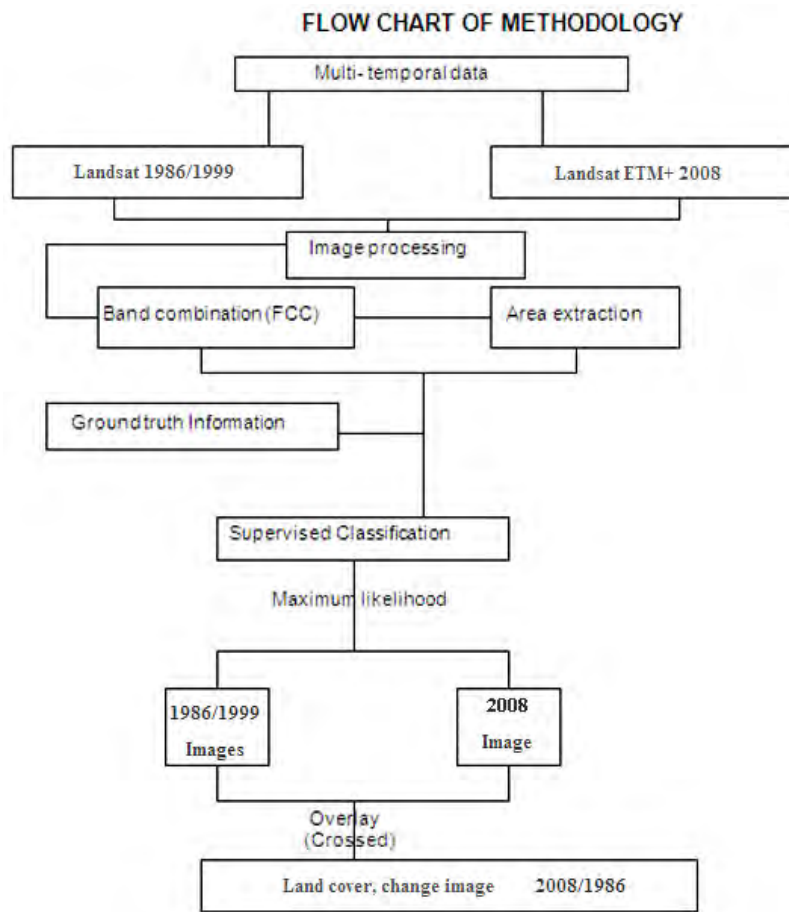 FLOW CHART OF METHODOLOGY
Multi- temporal data
Landsat 1986/1999
Landsat ETM+ 2008
Image processing
Band combination (FCC)
Area extraction
Ground truth Information
Supervised Classification
Maximum likelihood
1986/1999
Images
2008
Image
Overlay
(Crossed)
Land cover, change image 2008/1986